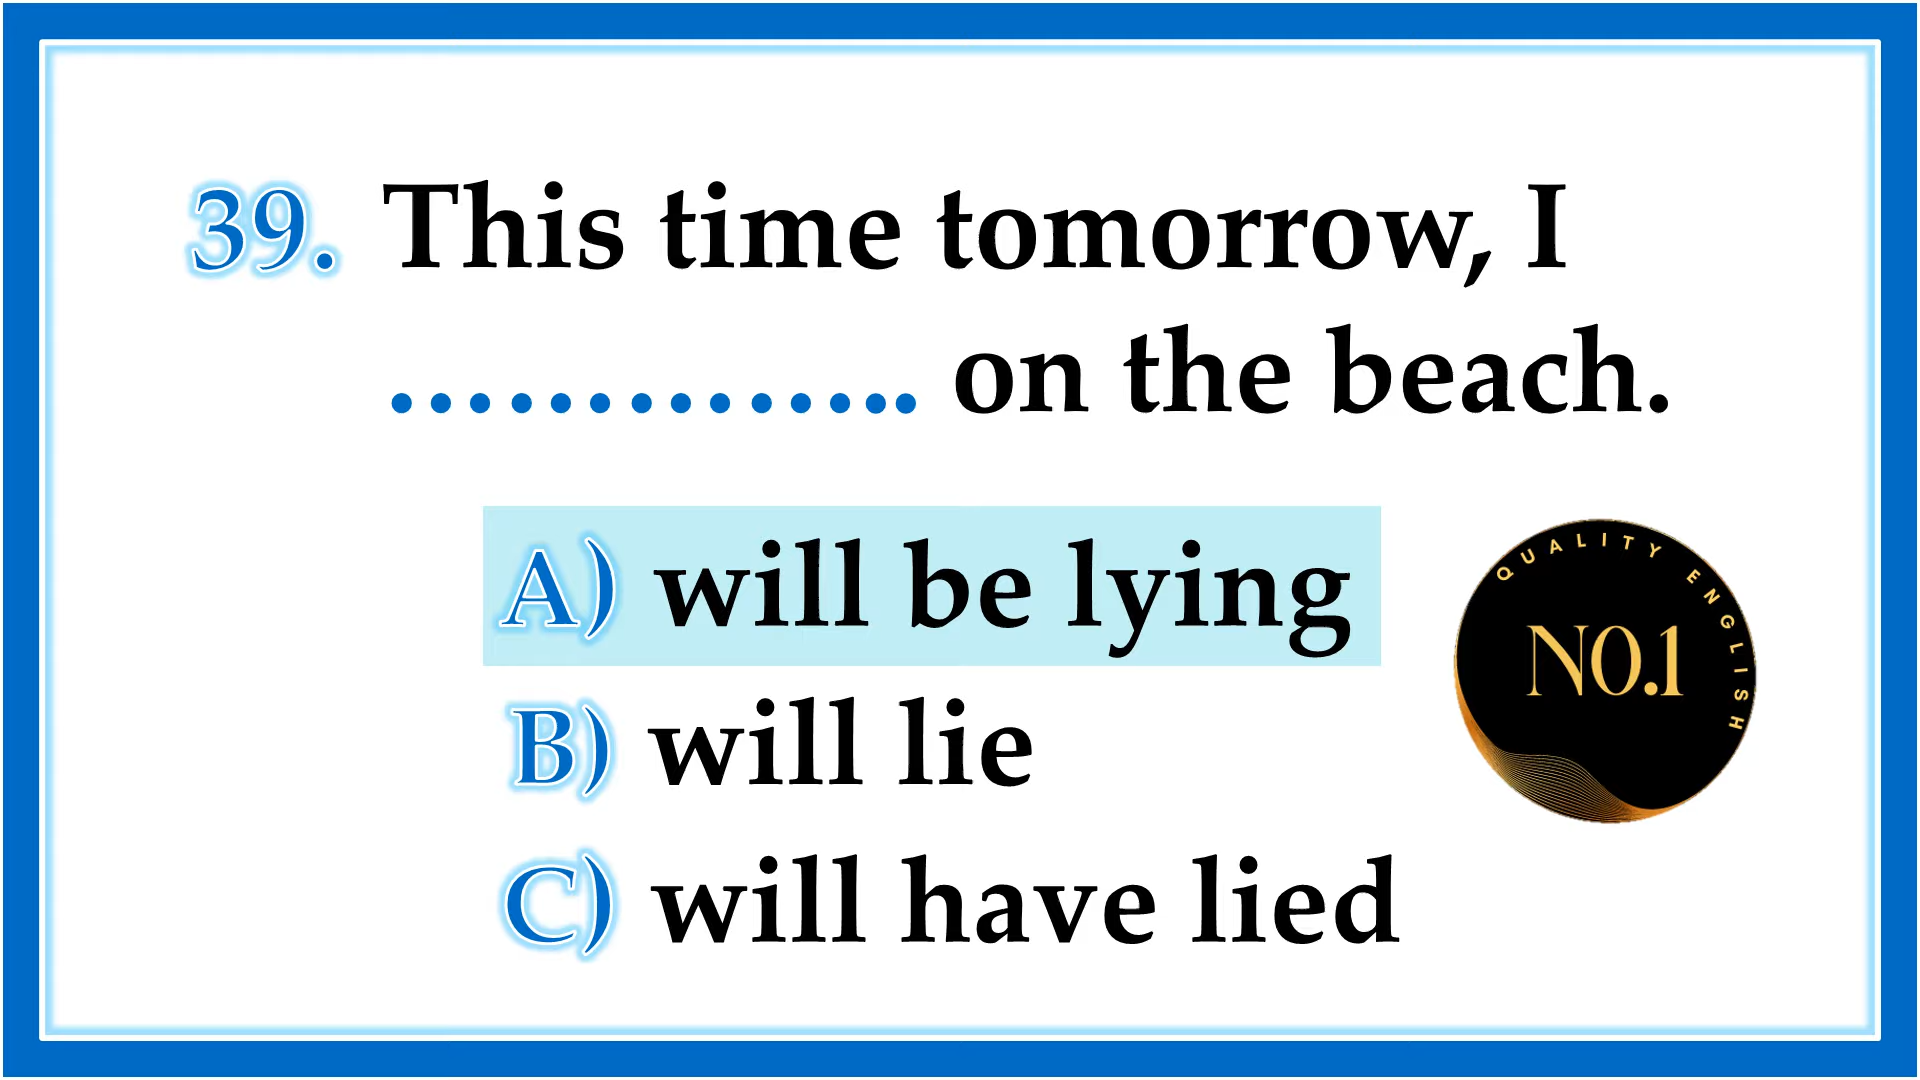 39. This time tomorrow, I
………….. on the beach.
A) will be lying
B) will lie
C) will have lied
QUALITY ENGLISH
NO.1